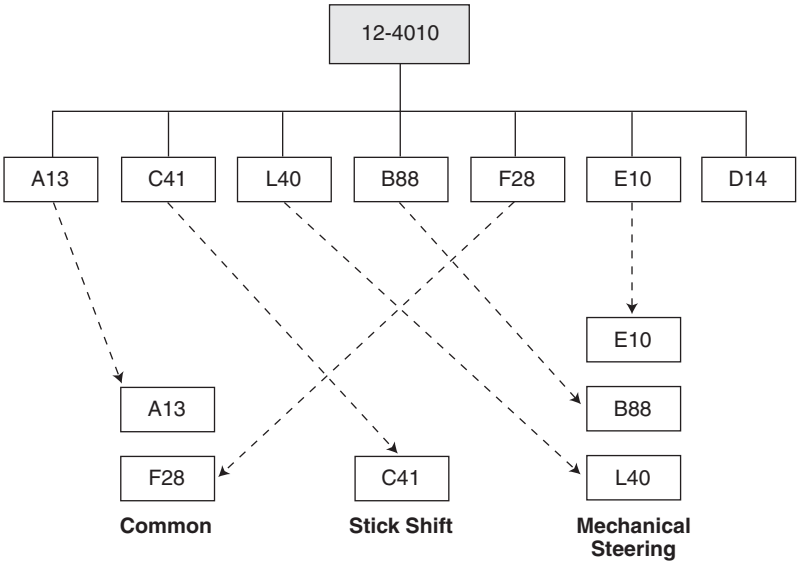 12-4010
A13
C41
L40
B88
F28
E10
D14
E10
A13
B88
F28
C41
L40
Common
Stick Shift
Mechanical
Steering